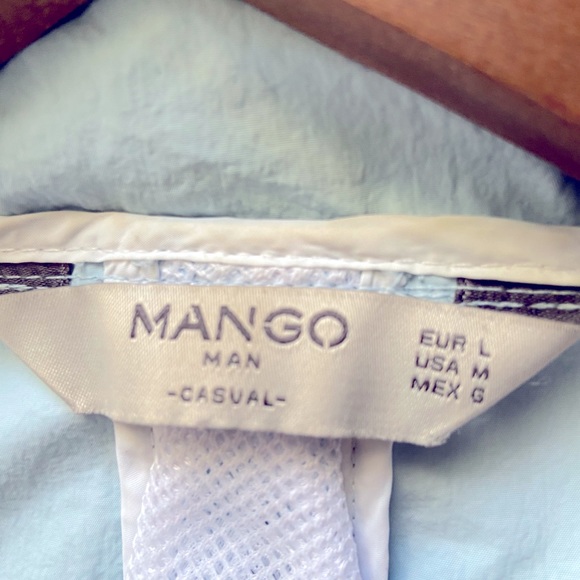 MANGO
MAN
-CASUAL-
EUR L
USA M
MEX G